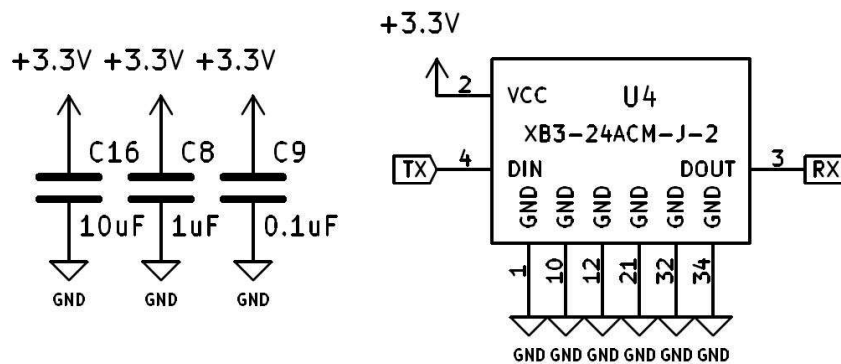 +3.3V +3.3V +3.3V
C16 C8 C9
10uF 1uF 0.1uF
GND GND GND
+3.3V
2 VCC U4
XB3-24ACM-J-2
TX 4 DIN DOUT 3 RX
GND GND GND GND GND GND
1 10 12 21 32 34
GND GND GND GND GND GND